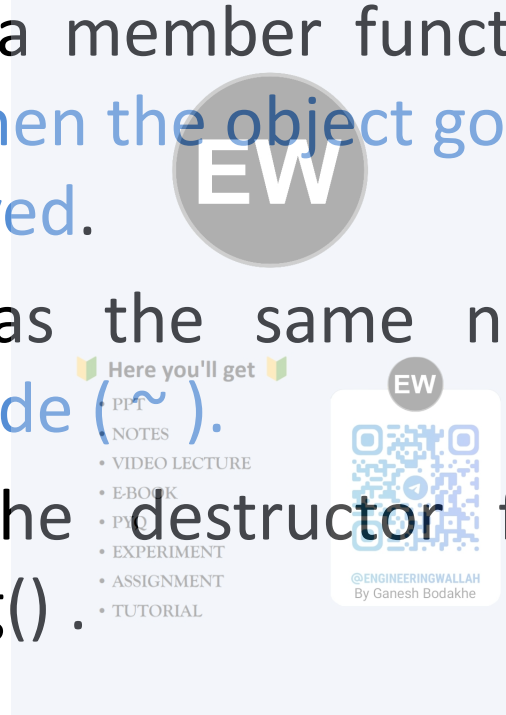 a member funct
hen the object go
ed.
EW
as the same n
Here you'll get
de ( ~ ).
• PPT
• NOTES
• VIDEO LECTURE
• E-BOOK
• PYQ
• EXPERIMENT
• ASSIGNMENT
• TUTORIAL
EW
@ENGINEERINGWALLAH
By Ganesh Bodakhe
he destructor f
() .